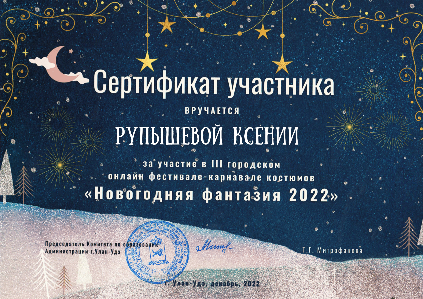 Сертификат участника
ВРУЧАЕТСЯ
РУПЫШЕВОЙ КСЕНИИ
за участие в III городском
онлайн фестивале-карнавале костюмов
«Новогодняя фантазия 2022»
Председатель Комитета по образованию
Администрации г.Улан-Удэ
Г.Г. Митрофанова
г. Улан-Удэ, декабрь, 2022